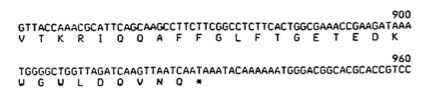 900
GTTACCAAACGCATTCAGCAAGCCTTCTTCGGCCTCTTCACTGGCGAAACCGAAGATAAA
V T K R I Q Q A F F G L F T G E T E D K
960
TGGGGCTGGTTAGATCAAGTTAATCAATAAATACAAAAAATGGGACGGCACGCACCGTCC
W G W L D Q V N Q *